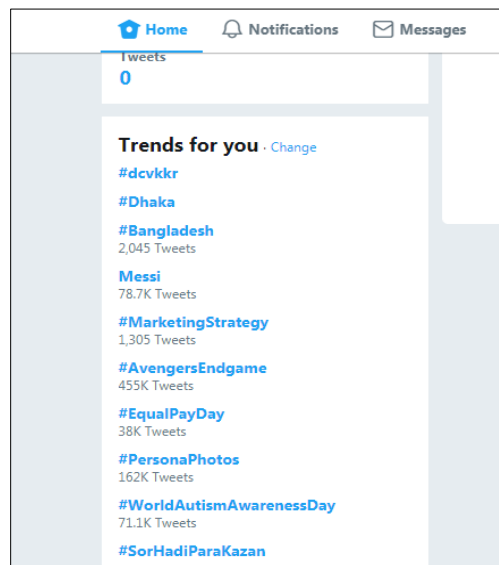 Home Notifications Messages
Tweets
0
Trends for you · Change
#dcvkkr
#Dhaka
#Bangladesh
2,045 Tweets
Messi
78.7K Tweets
#MarketingStrategy
1,305 Tweets
#AvengersEndgame
455K Tweets
#EqualPayDay
38K Tweets
#PersonaPhotos
162K Tweets
#WorldAutismAwarenessDay
71.1K Tweets
#SorHadiParaKazan